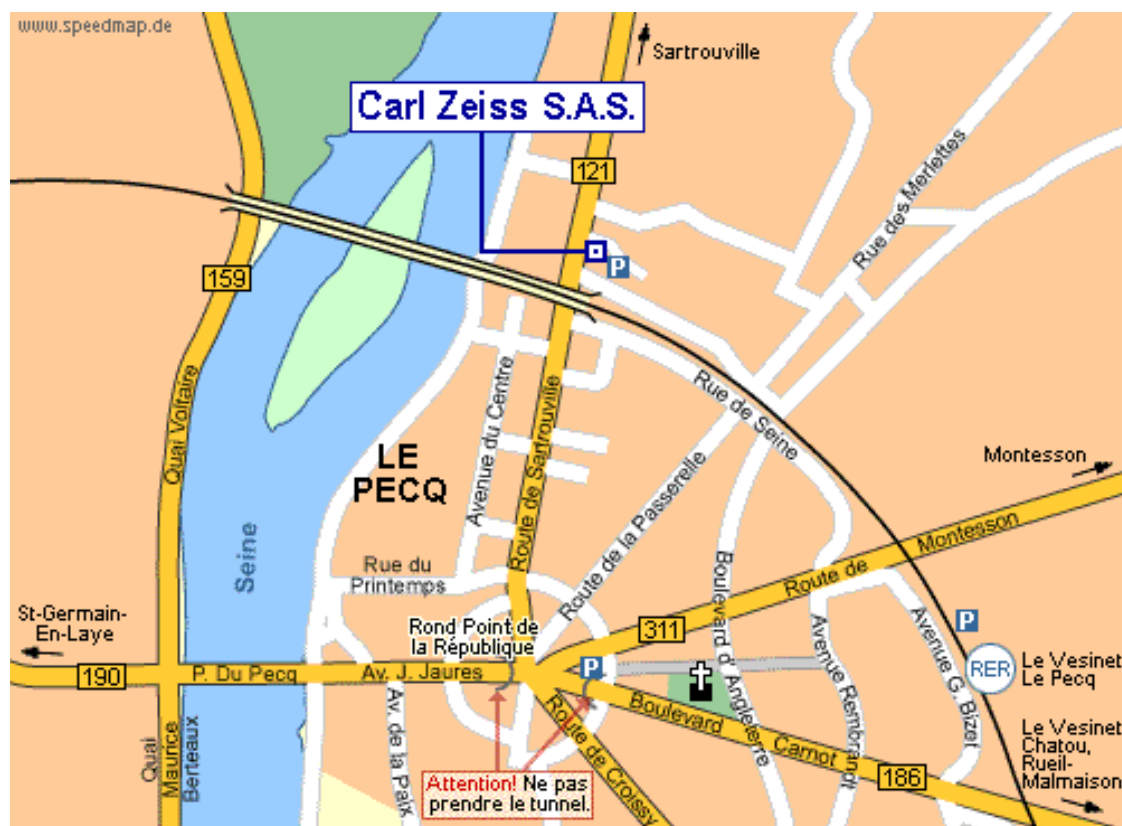 www.speedmap.de
Sartrouville
Carl Zeiss S.A.S.
121
P
159
Rue des Merlettes
Quai Voltaire
Avenue du Centre
Route de Sartrouville
Rue de Seine
LE
PECQ
Montesson
Route de la Passerelle
Seine
Route de Montesson
Rue du
Printemps
Boulevard d'Angleterre
St-Germain-
En-Laye
Rond Point de
la République
311
P
Avenue Rembrandt
Avenue G. Bizet
190
P. Du Pecq
Av. J. Jaures
P
RER
Le Vesinet
Le Pecq
Quai
Maurice
Berteaux
Av. de la Paix
Route de Croissy
Boulevard Carnot
186
Le Vesinet
Chatou,
Rueil-
Malmaison
Attention! Ne pas
prendre le tunnel.